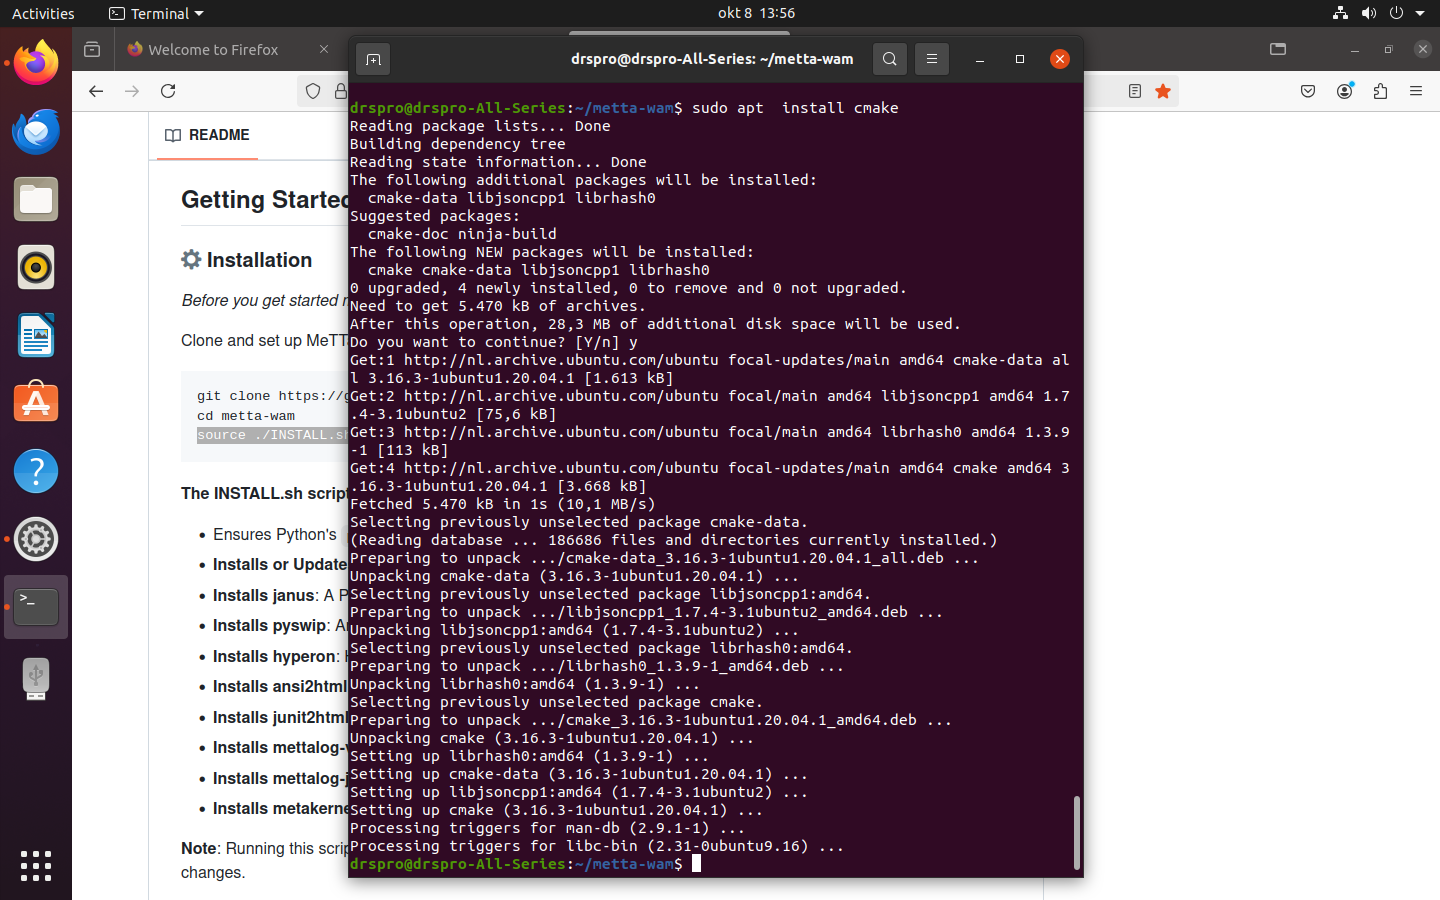 Activities
Terminal
okt 8 13:56
Welcome to Firefox
drspro@drspro-All-Series: ~/metta-wam
README
Getting Started
Installation
Before you get started
Clone and set up
git clone
cd metta-wam
source ./INSTALL.sh
The INSTALL.sh script
Ensures Python's
Installs or Update
Installs janus: A
Installs pyswip:
Installs hyperon:
Installs ansi2html
Installs junit2html
Installs
Installs
Installs
Note: Running this
changes.
drspro@drspro-All-Series:~/metta-wam$ sudo apt  install cmake
Reading package lists... Done
Building dependency tree
Reading state information... Done
The following additional packages will be installed:
  cmake-data libjsoncpp1 librhash0
Suggested packages:
  cmake-doc ninja-build
The following NEW packages will be installed:
  cmake cmake-data libjsoncpp1 librhash0
0 upgraded, 4 newly installed, 0 to remove and 0 not upgraded.
Need to get 5.470 kB of archives.
After this operation, 28,3 MB of additional disk space will be used.
Do you want to continue? [Y/n] y
Get:1 http://nl.archive.ubuntu.com/ubuntu focal-updates/main amd64 cmake-data al
l 3.16.3-1ubuntu1.20.04.1 [1.613 kB]
Get:2 http://nl.archive.ubuntu.com/ubuntu focal/main amd64 libjsoncpp1 amd64 1.7
.4-3.1ubuntu2 [75,6 kB]
Get:3 http://nl.archive.ubuntu.com/ubuntu focal/main amd64 librhash0 amd64 1.3.9
-1 [113 kB]
Get:4 http://nl.archive.ubuntu.com/ubuntu focal-updates/main amd64 cmake amd64 3
.16.3-1ubuntu1.20.04.1 [3.668 kB]
Fetched 5.470 kB in 1s (10,1 MB/s)
Selecting previously unselected package cmake-data.
(Reading database ... 186686 files and directories currently installed.)
Preparing to unpack .../cmake-data_3.16.3-1ubuntu1.20.04.1_all.deb ...
Unpacking cmake-data (3.16.3-1ubuntu1.20.04.1) ...
Selecting previously unselected package libjsoncpp1:amd64.
Preparing to unpack .../libjsoncpp1_1.7.4-3.1ubuntu2_amd64.deb ...
Unpacking libjsoncpp1:amd64 (1.7.4-3.1ubuntu2) ...
Selecting previously unselected package librhash0:amd64.
Preparing to unpack .../librhash0_1.3.9-1_amd64.deb ...
Unpacking librhash0:amd64 (1.3.9-1) ...
Selecting previously unselected package cmake.
Preparing to unpack .../cmake_3.16.3-1ubuntu1.20.04.1_amd64.deb ...
Unpacking cmake (3.16.3-1ubuntu1.20.04.1) ...
Setting up librhash0:amd64 (1.3.9-1) ...
Setting up cmake-data (3.16.3-1ubuntu1.20.04.1) ...
Setting up libjsoncpp1:amd64 (1.7.4-3.1ubuntu2) ...
Setting up cmake (3.16.3-1ubuntu1.20.04.1) ...
Processing triggers for man-db (2.9.1-1) ...
Processing triggers for libc-bin (2.31-0ubuntu9.16) ...
drspro@drspro-All-Series:~/metta-wam$